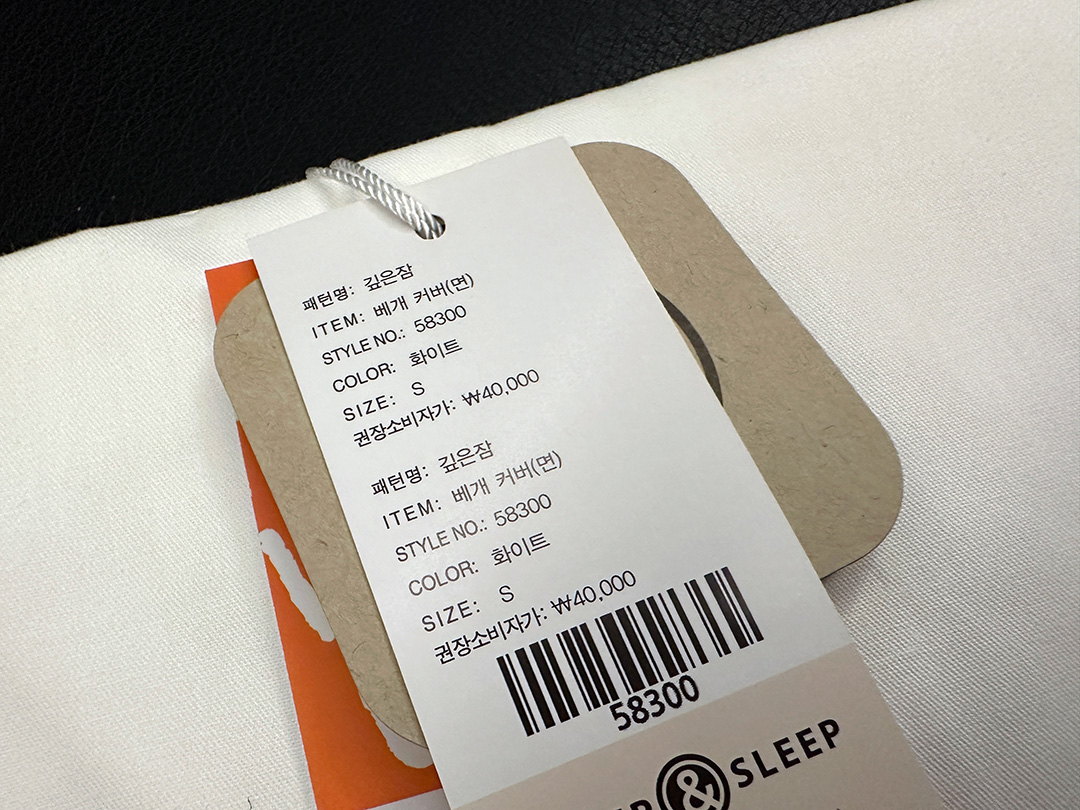 패턴명: 깊은잠
ITEM: 베개 커버(면)
STYLE NO.: 58300
COLOR: 화이트
SIZE: S
권장소비자가: ₩40,000
패턴명: 깊은잠
ITEM: 베개 커버(면)
STYLE NO.: 58300
COLOR: 화이트
SIZE: S
권장소비자가: ₩40,000
58300
& SLEEP